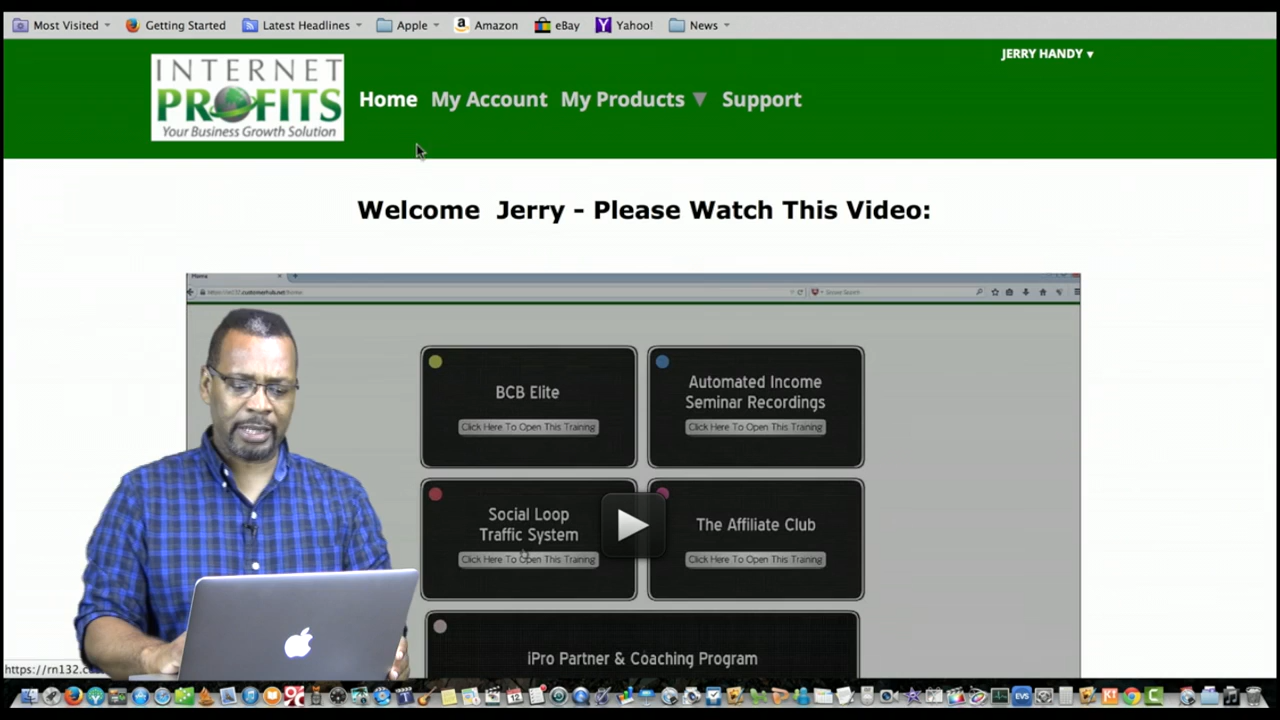 Most Visited
Getting Started
Latest Headlines
Apple
Amazon
eBay
Yahoo!
News
JERRY HANDY ▾
INTERNET
PROFITS
Your Business Growth Solution
Home
My Account
My Products ▼
Support
Welcome Jerry - Please Watch This Video:
BCB Elite
Click Here To Open This Training
Automated Income
Seminar Recordings
Click Here To Open This Training
Social Loop
Traffic System
Click Here To Open This Training
The Affiliate Club
Click Here To Open This Training
iPro Partner & Coaching Program
https://rn132.c